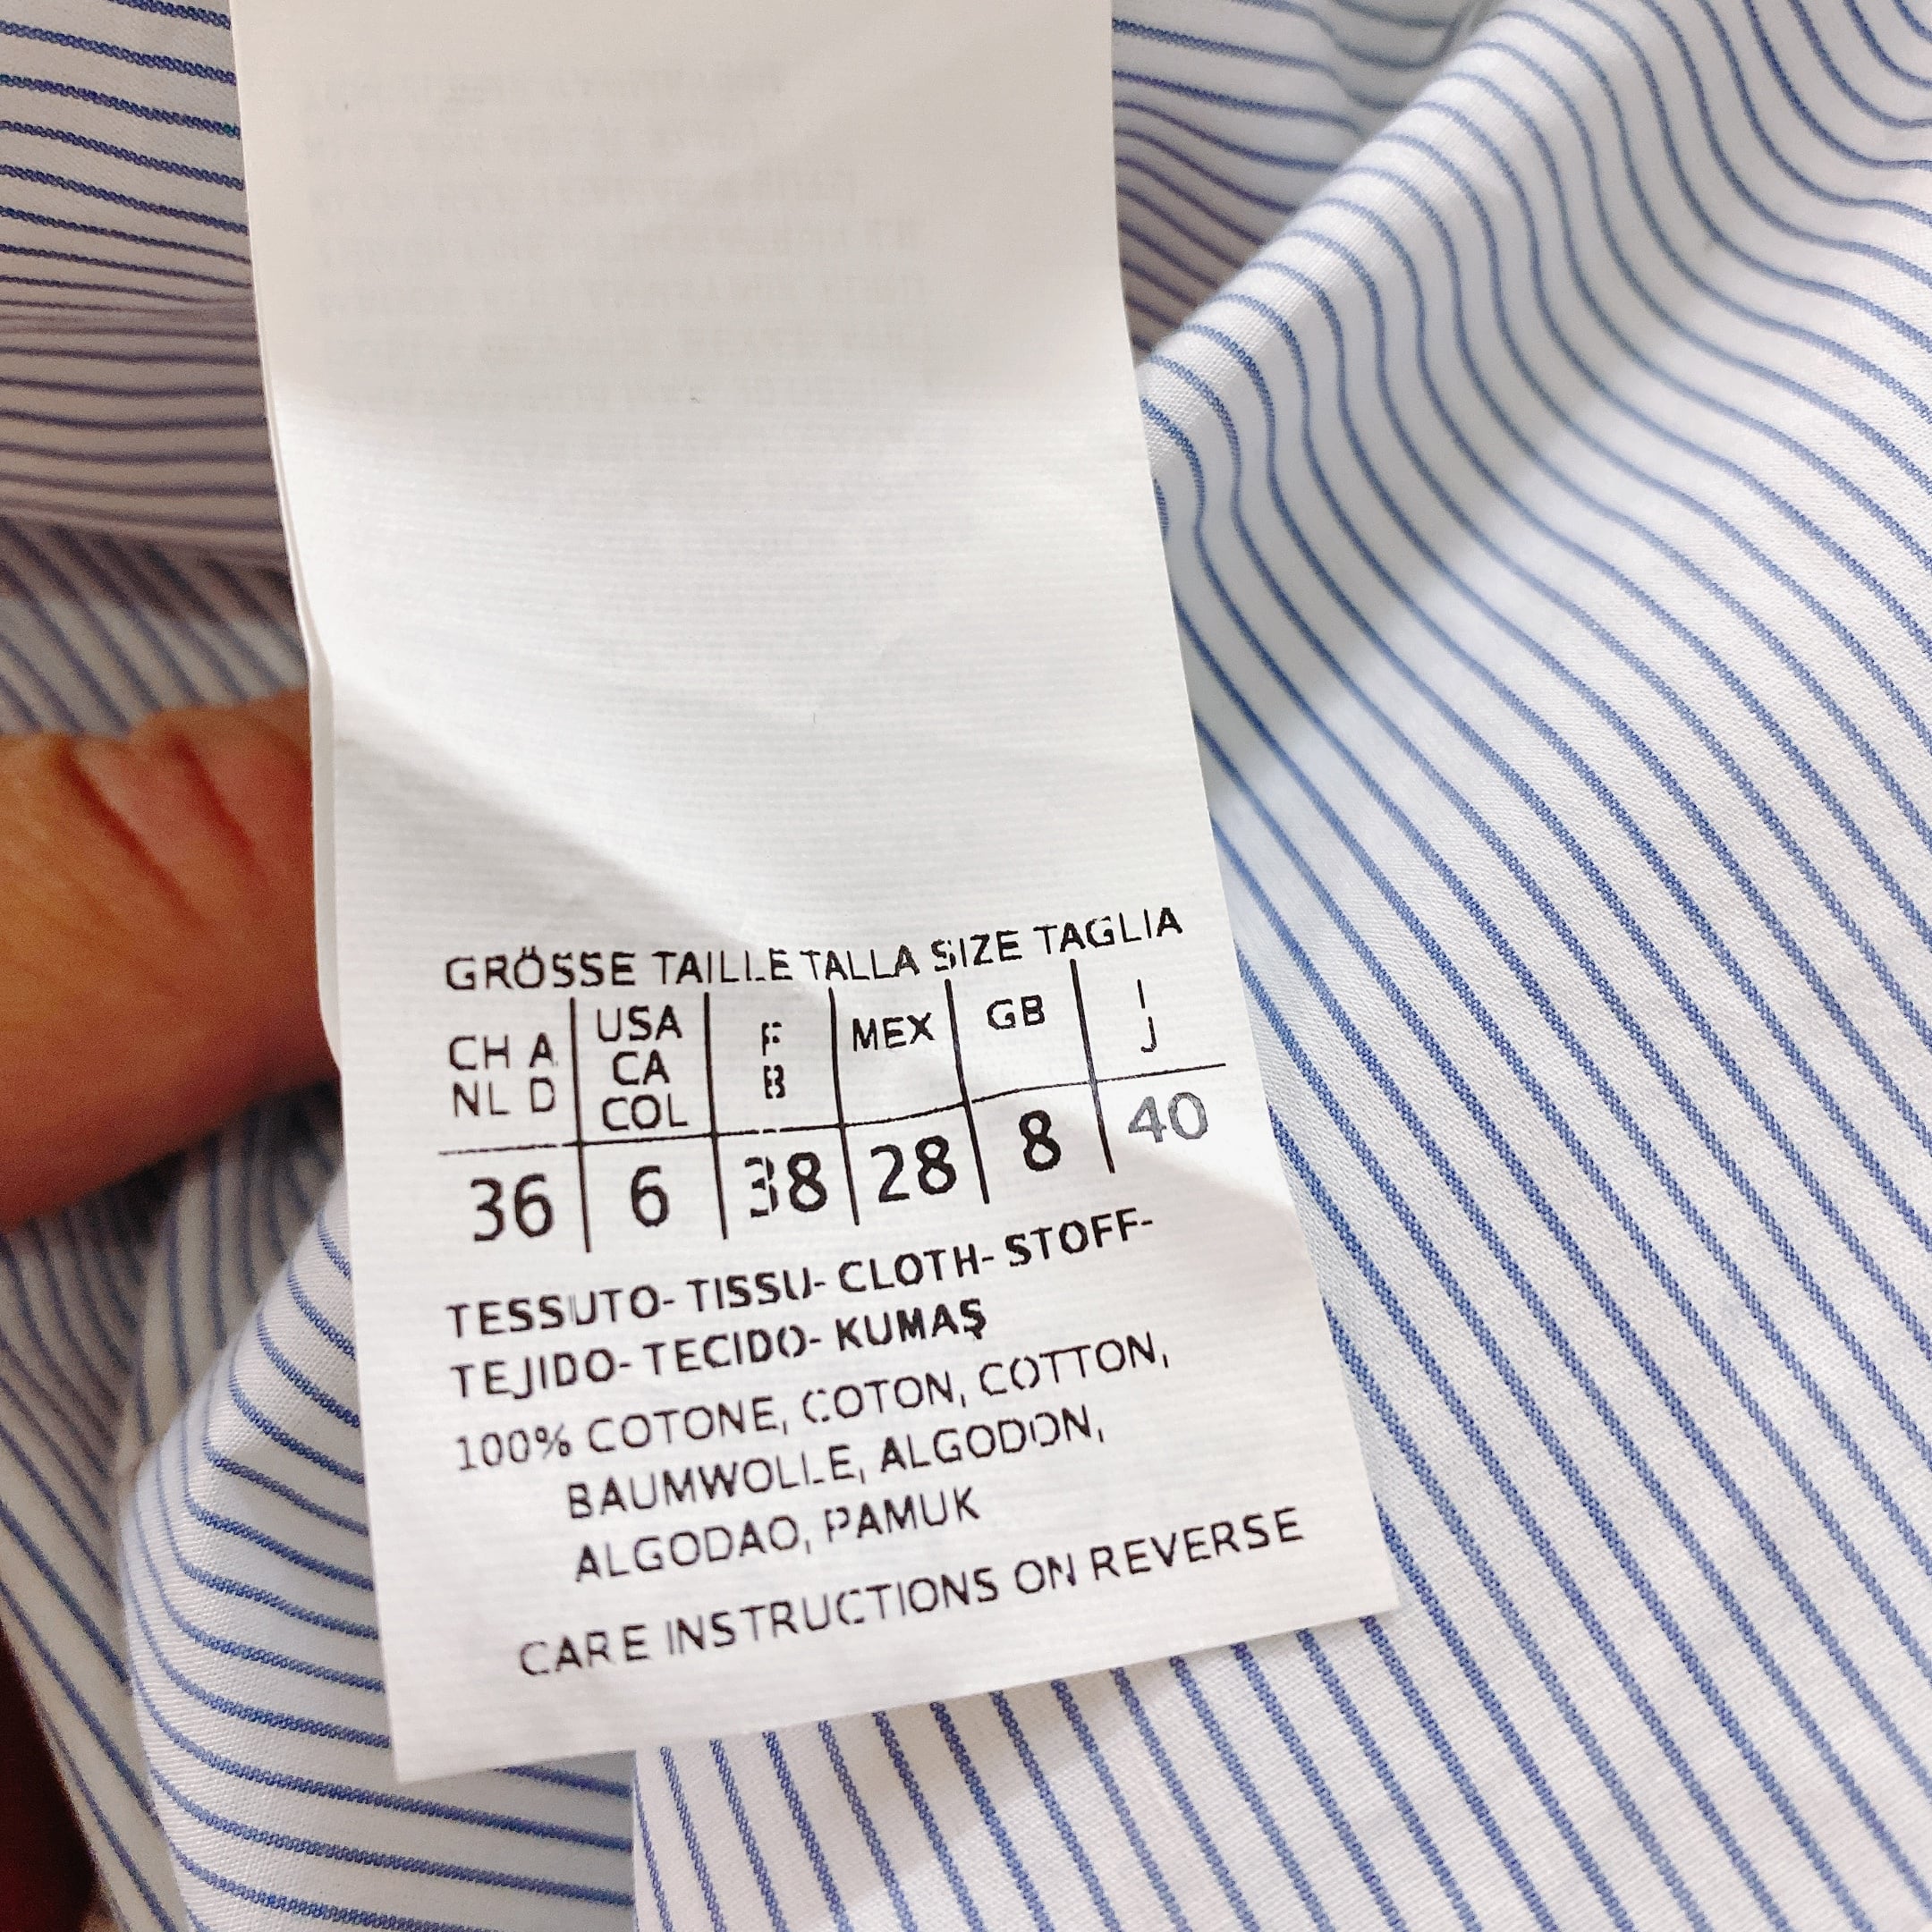 GRÖSSE TAILLE TALLA SIZE TAGLIA
CH A USA F MEX GB I
NL D CA B J
COL
36 6 38 28 8 40
TESSUTO- TISSU- CLOTH- STOFF-
TEJIDO- TECIDO- KUMAŞ
100% COTONE, COTON, COTTON,
BAUMWOLLE, ALGODON,
ALGODAO, PAMUK
CARE INSTRUCTIONS ON REVERSE